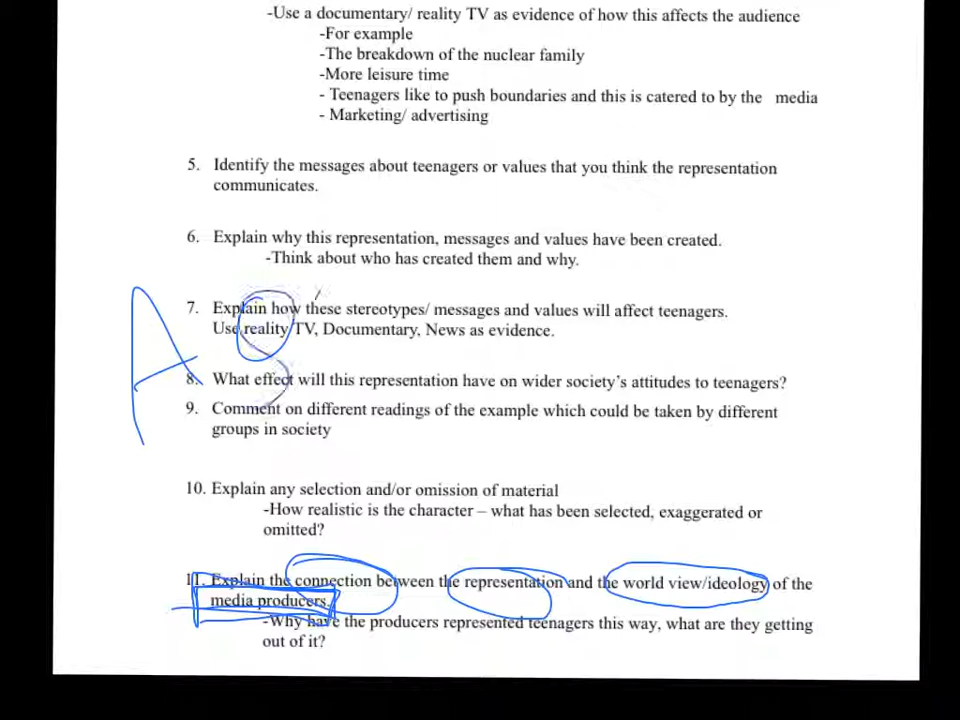 -Use a documentary/ reality TV as evidence of how this affects the audience
-For example
-The breakdown of the nuclear family
-More leisure time
- Teenagers like to push boundaries and this is catered to by the media
- Marketing/ advertising
5. Identify the messages about teenagers or values that you think the representation
communicates.
6. Explain why this representation, messages and values have been created.
-Think about who has created them and why.
7. Explain how these stereotypes/ messages and values will affect teenagers.
Use reality TV, Documentary, News as evidence.
A S
8. What effect will this representation have on wider society's attitudes to teenagers?
9. Comment on different readings of the example which could be taken by different
groups in society
10. Explain any selection and/or omission of material
-How realistic is the character – what has been selected, exaggerated or
omitted?
11. Explain the connection between the representation and the world view/ideology of the
media producers.
-Why have the producers represented teenagers this way, what are they getting
out of it?